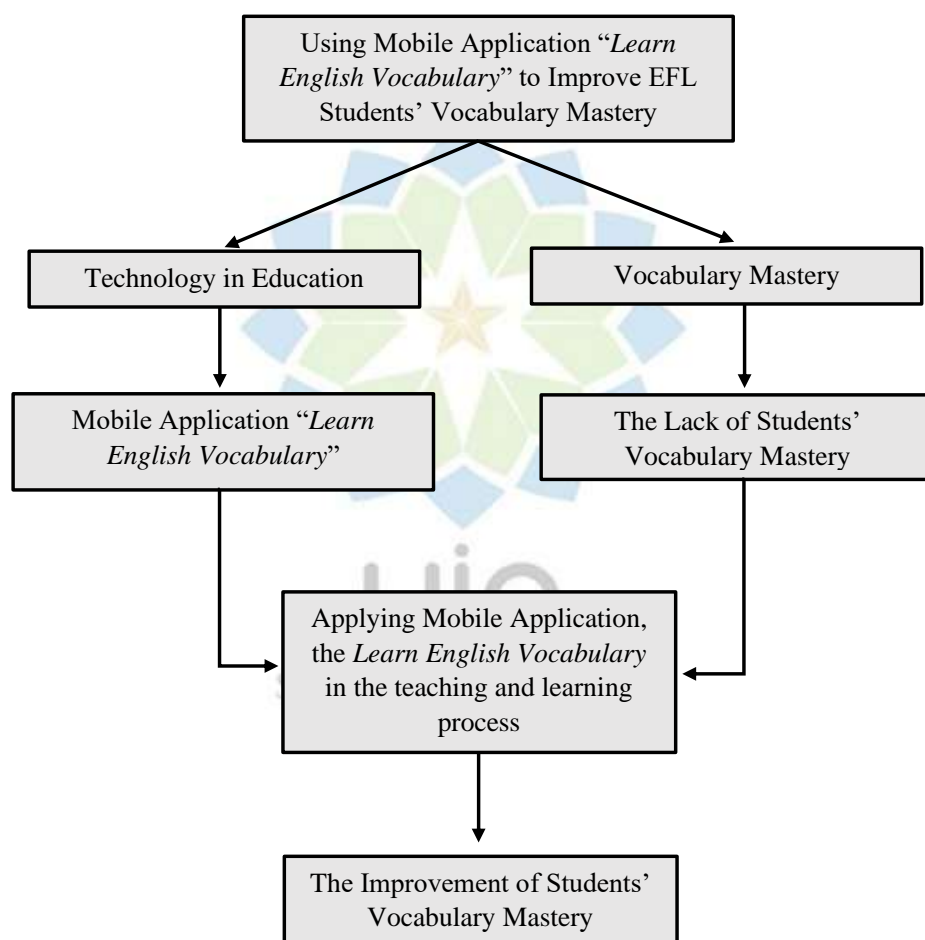 Using Mobile Application “Learn
English Vocabulary” to Improve EFL
Students’ Vocabulary Mastery
Technology in Education
Vocabulary Mastery
Mobile Application “Learn
English Vocabulary”
The Lack of Students’
Vocabulary Mastery
Applying Mobile Application,
the Learn English Vocabulary
in the teaching and learning
process
The Improvement of Students’
Vocabulary Mastery